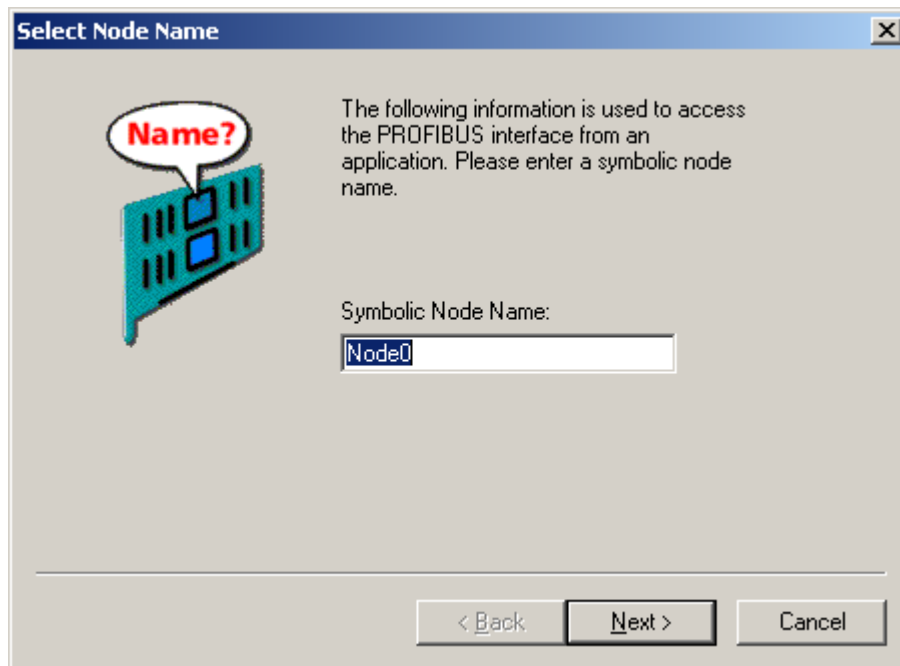 Select Node Name
Name?
The following information is used to access
the PROFIBUS interface from an
application. Please enter a symbolic node
name.
Symbolic Node Name:
Node0
< Back
Next >
Cancel